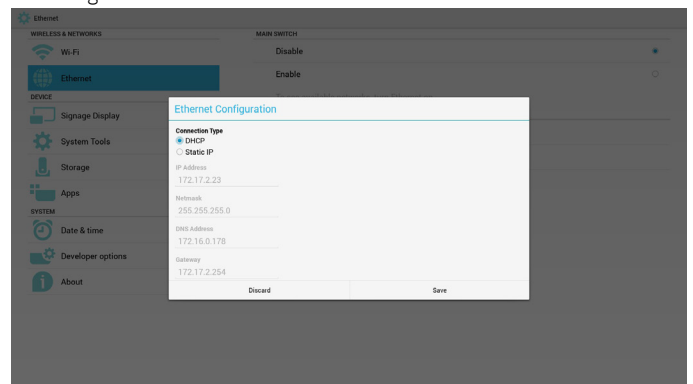 Ethernet
WIRELESS & NETWORKS
Wi-Fi
Ethernet
DEVICE
Signage Display
System Tools
Storage
Apps
SYSTEM
Date & time
Developer options
About
MAIN SWITCH
Disable
Enable
Ethernet Configuration
Connection Type
DHCP
Static IP
IP Address
172.17.2.23
Netmask
255.255.255.0
DNS Address
172.16.0.178
Gateway
172.17.2.254
Discard
Save